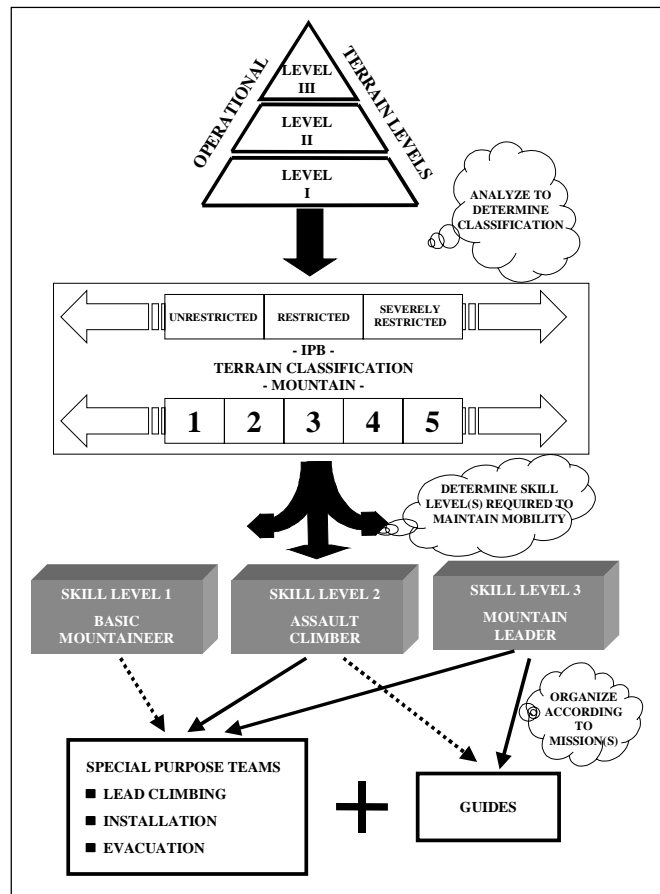 OPERATIONAL
TERRAIN LEVELS
LEVEL
III
LEVEL
II
LEVEL
I
ANALYZE TO
DETERMINE
CLASSIFICATION
UNRESTRICTED
RESTRICTED
SEVERELY
RESTRICTED
- IPB -
TERRAIN CLASSIFICATION
- MOUNTAIN -
1 2 3 4 5
DETERMINE SKILL
LEVEL(S) REQUIRED TO
MAINTAIN MOBILITY
SKILL LEVEL 1
BASIC
MOUNTAINEER
SKILL LEVEL 2
ASSAULT
CLIMBER
SKILL LEVEL 3
MOUNTAIN
LEADER
ORGANIZE
ACCORDING
TO
MISSION(S)
SPECIAL PURPOSE TEAMS
■ LEAD CLIMBING
■ INSTALLATION
■ EVACUATION
GUIDES